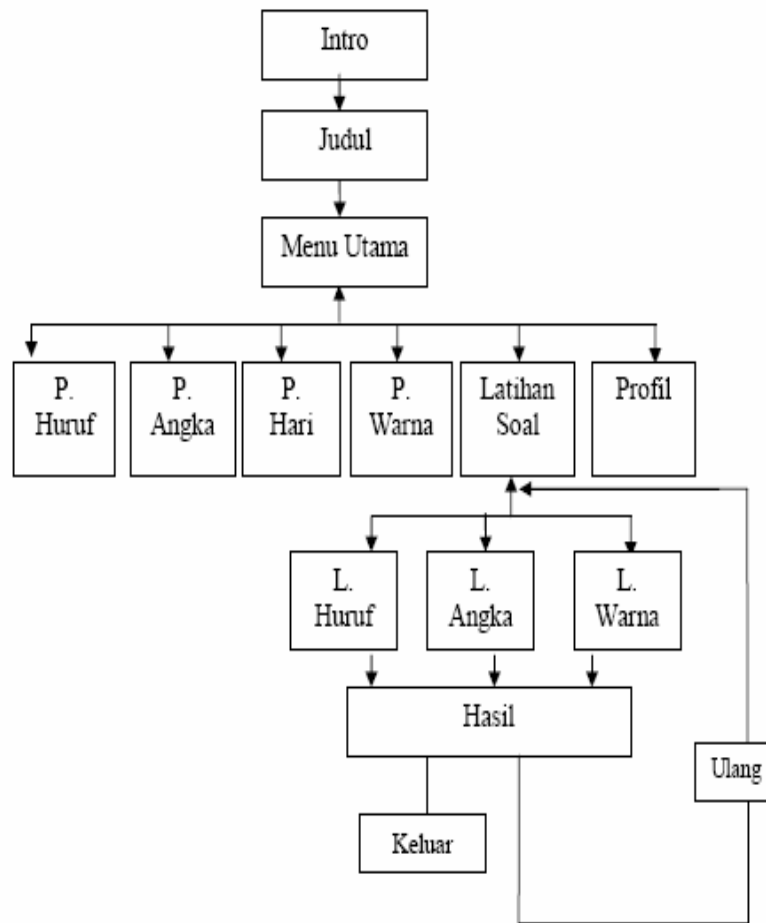 Intro
Judul
Menu Utama
P.
Huruf
P.
Angka
P.
Hari
P.
Warna
Latihan
Soal
Profil
L.
Huruf
L.
Angka
L.
Warna
Hasil
Ulang
Keluar